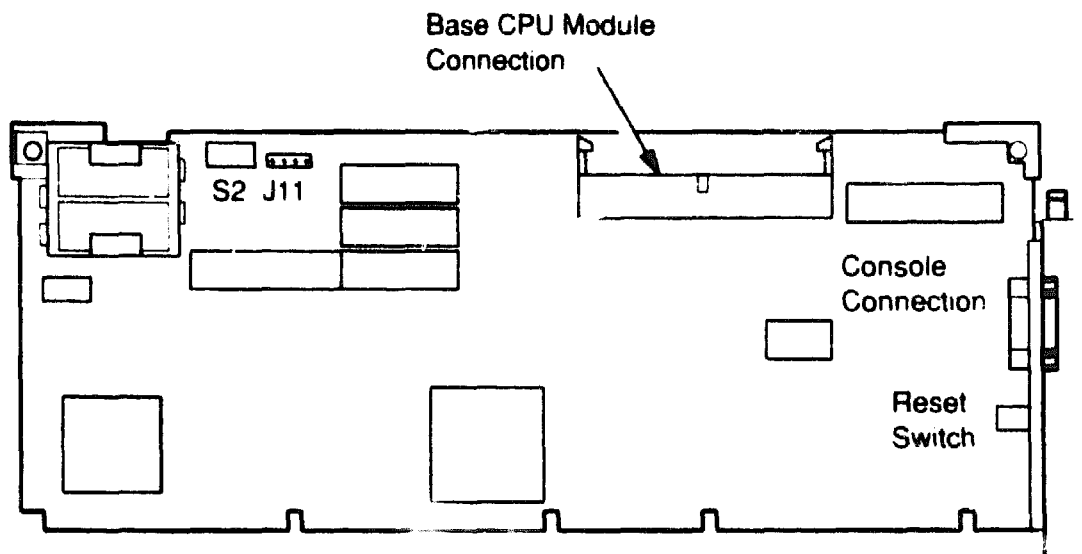 Base CPU Module
Connection
S2 J11
Console
Connection
Reset
Switch